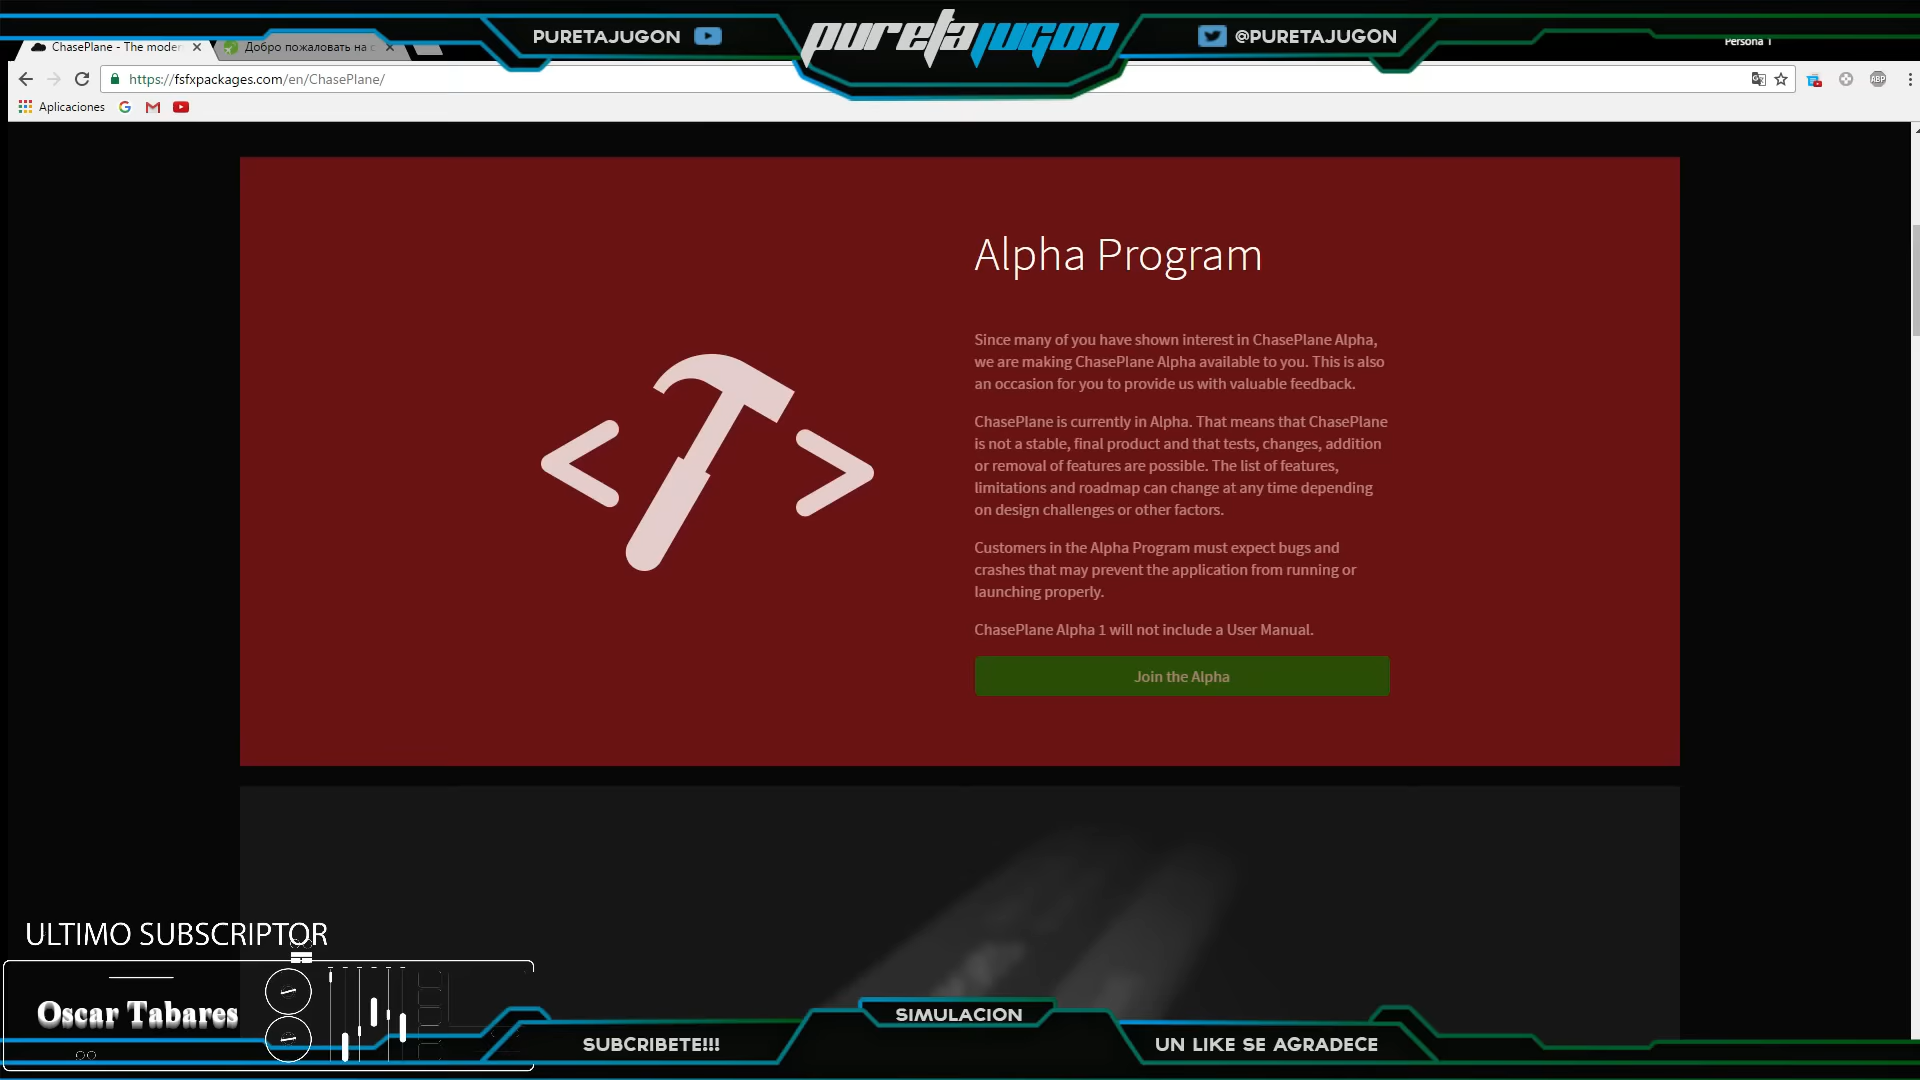 PURETAJUGON
puretajugon
@PURETAJUGON
ChasePlane - The moder
Добро пожаловать на с
Persona 1
https://fsfxpackages.com/en/ChasePlane/
ABP
Aplicaciones
Alpha Program
Since many of you have shown interest in ChasePlane Alpha,
we are making ChasePlane Alpha available to you. This is also
an occasion for you to provide us with valuable feedback.
ChasePlane is currently in Alpha. That means that ChasePlane
is not a stable, final product and that tests, changes, addition
or removal of features are possible. The list of features,
limitations and roadmap can change at any time depending
on design challenges or other factors.
Customers in the Alpha Program must expect bugs and
crashes that may prevent the application from running or
launching properly.
ChasePlane Alpha 1 will not include a User Manual.
Join the Alpha
ULTIMO SUBSCRIPTOR
Oscar Tabares
SIMULACION
SUBCRIBETE!!!
UN LIKE SE AGRADECE